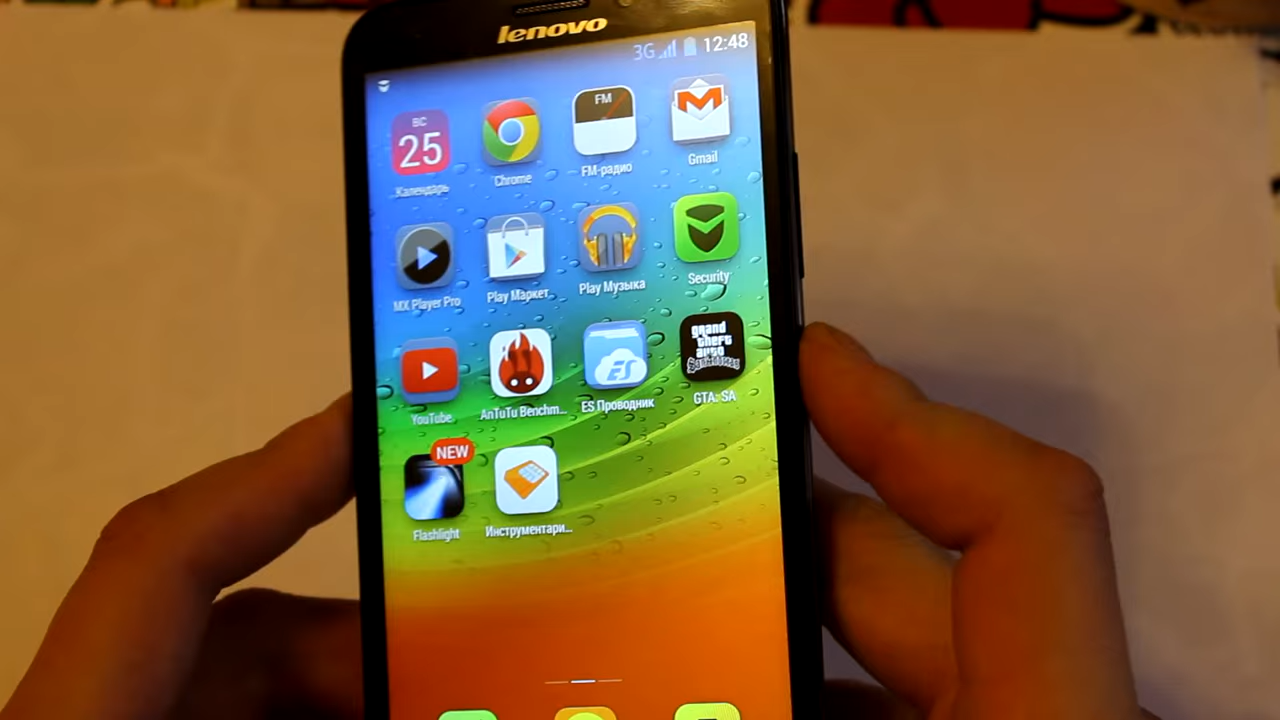 lenovo
3G 12:48
ВС
25
Календарь
Chrome
FM
FM-радио
Gmail
MX Player Pro
Play Маркет
Play Музыка
Security
YouTube
AnTuTu Benchm...
ES
ES Проводник
grand
theft
auto
San Andreas
GTA: SA
NEW
Flashlight
Инструментари...